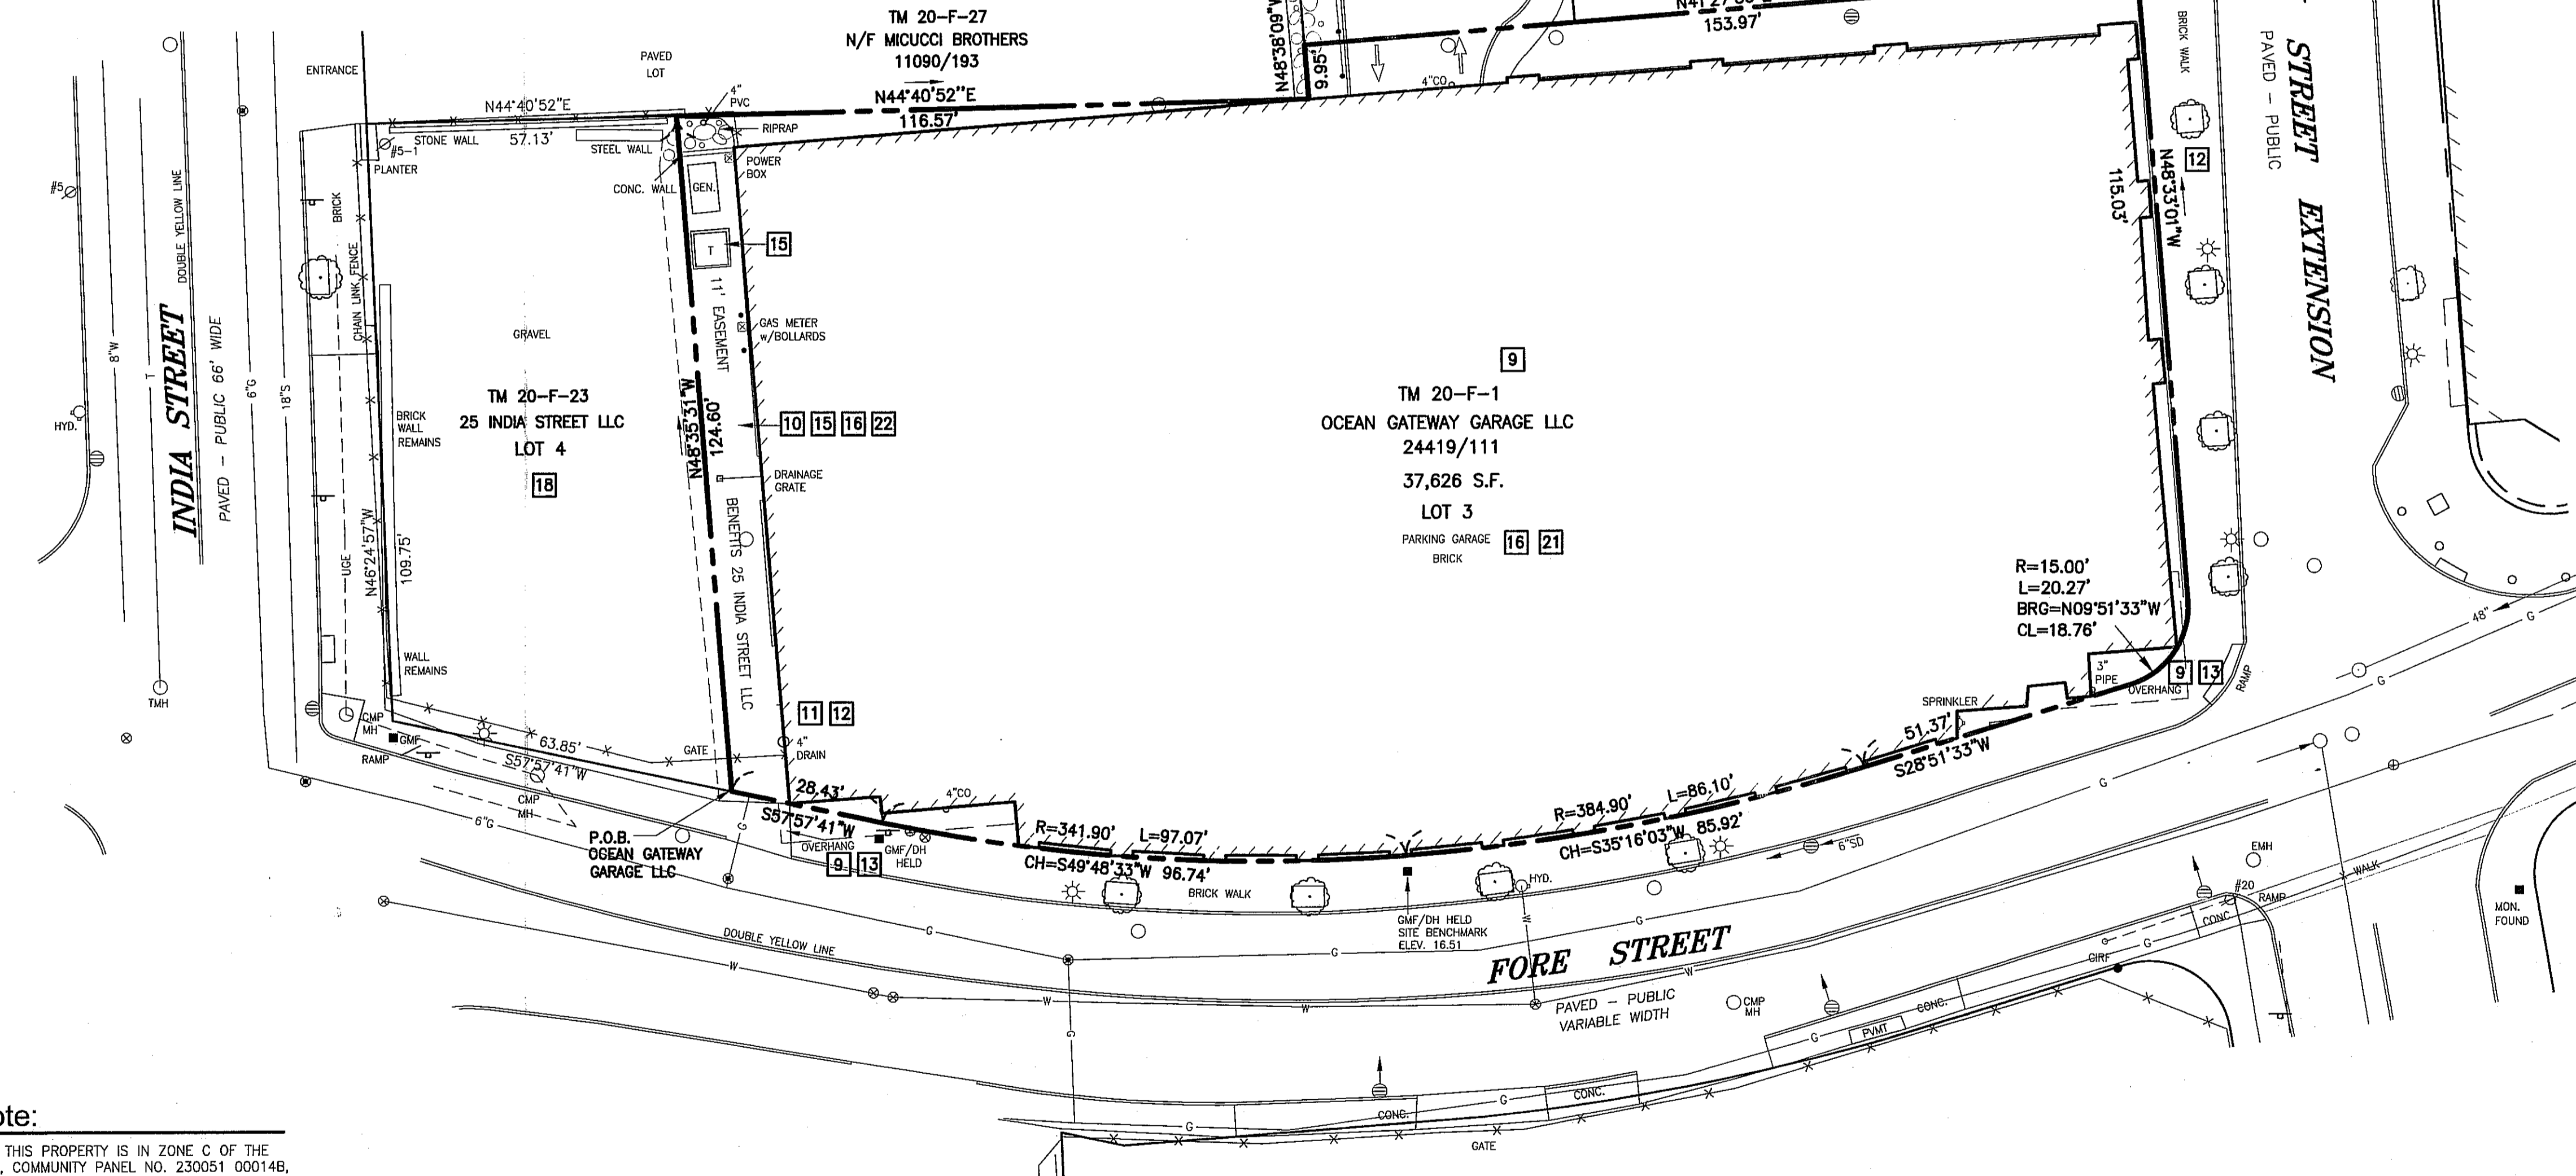 TM 20-F-27
N/F MICUCCI BROTHERS
11090/193
N44°40'52"E
116.57'
N48°38'09"W
9.95'
153.97'
4"CO
ENTRANCE
PAVED
LOT
N44°40'52"E
57.13'
STONE WALL
STEEL WALL
4"
PVC
RIPRAP
POWER
BOX
CONC. WALL
GEN.
T
15
#5-1
PLANTER
#5
BRICK
CHAIN LINK FENCE
GRAVEL
11' EASEMENT
BENEFITS 25 INDIA STREET LLC
GAS METER
w/BOLLARDS
INDIA STREET
DOUBLE YELLOW LINE
PAVED - PUBLIC 66' WIDE
8"W
T
6"G
18"S
HYD.
TMH
TM 20-F-23
25 INDIA STREET LLC
LOT 4
18
BRICK
WALL
REMAINS
N48°35'31"W
124.60'
10 15 16 22
DRAINAGE
GRATE
UGE
N46°24'57"W
109.75'
WALL
REMAINS
9
TM 20-F-1
OCEAN GATEWAY GARAGE LLC
24419/111
37,626 S.F.
LOT 3
PARKING GARAGE
BRICK
16 21
BRICK WALK
12
N48°33'01"W
115.03'
STREET EXTENSION
PAVED - PUBLIC
R=15.00'
L=20.27'
BRG=N09°51'33"W
CL=18.76'
3"
PIPE
OVERHANG
9 13
RAMP
SPRINKLER
51.37'
S28°51'33"W
48"
G
G
11 12
4"
DRAIN
CMP
MH
GMF
RAMP
63.85'
S57°57'41"W
GATE
CMP
MH
6"G
G
P.O.B.
OCEAN GATEWAY
GARAGE LLC
28.43'
S57°57'41"W
OVERHANG
9 13
GMF/DH
HELD
4"CO
R=341.90' L=97.07'
CH=S49°48'33"W 96.74'
BRICK WALK
R=384.90' L=86.10'
CH=S35°16'03"W 85.92'
6"SD
G
HYD.
W
GMF/DH HELD
SITE BENCHMARK
ELEV. 16.51
DOUBLE YELLOW LINE
G
G
G
W
W
W
W
G
FORE STREET
PAVED - PUBLIC
VARIABLE WIDTH
CMP
MH
EMH
#20
RAMP
WALK
CONC.
G
GIRF
MON.
FOUND
CONC.
PVMT
G
CONC.
G
CONC.
G
GATE
ote:
THIS PROPERTY IS IN ZONE C OF THE
, COMMUNITY PANEL NO. 230051 00014B,